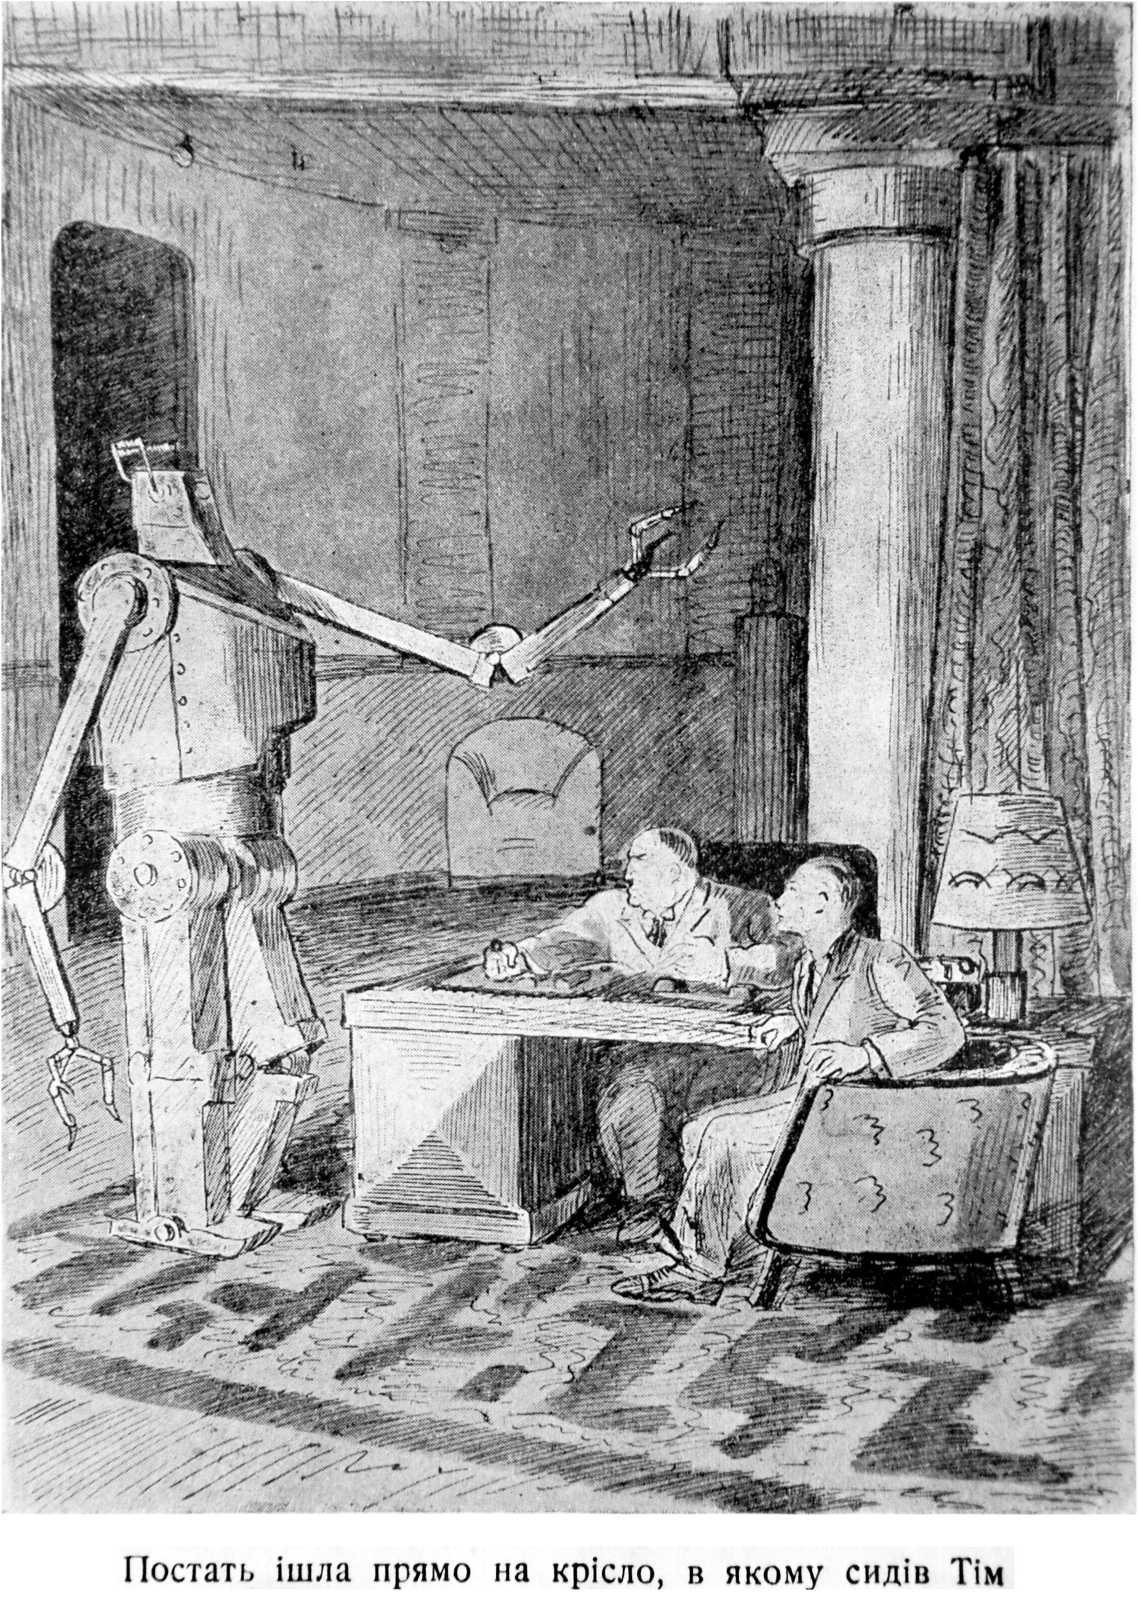 Постать ішла прямо на крісло, в якому сидів Тім